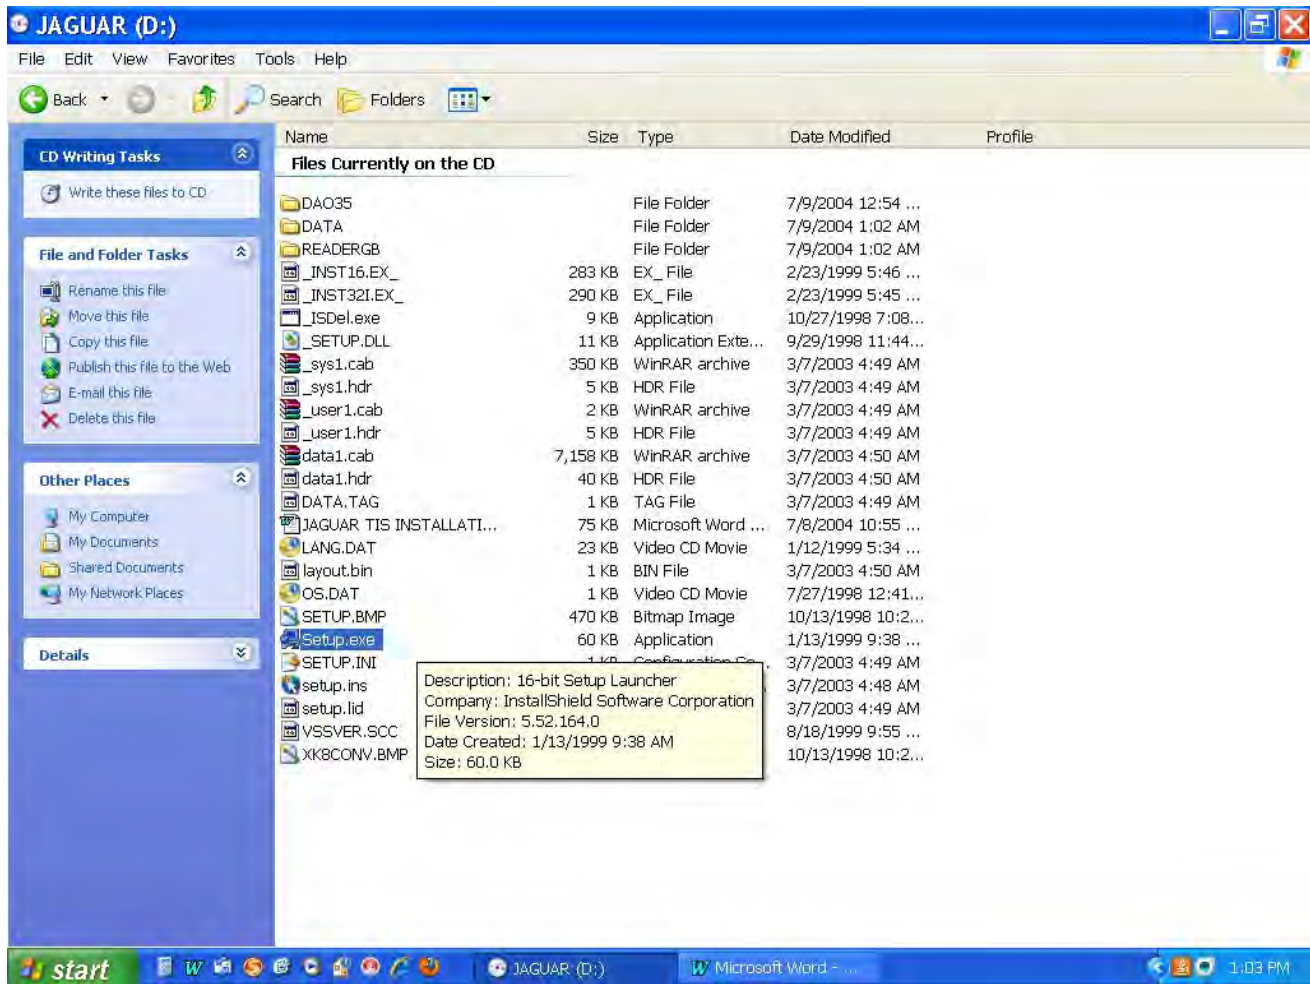 JAGUAR (D:)
File Edit View Favorites Tools Help
Back Search Folders
Name Size Type Date Modified Profile
CD Writing Tasks
Write these files to CD
File and Folder Tasks
Rename this file
Move this file
Copy this file
Publish this file to the Web
E-mail this file
Delete this file
Other Places
My Computer
My Documents
Shared Documents
My Network Places
Details
Files Currently on the CD
DAO35 File Folder 7/9/2004 12:54 ...
DATA File Folder 7/9/2004 1:02 AM
READERGB File Folder 7/9/2004 1:02 AM
_INST16.EX_ 283 KB EX_ File 2/23/1999 5:46 ...
_INST32I.EX_ 290 KB EX_ File 2/23/1999 5:45 ...
_ISDel.exe 9 KB Application 10/27/1998 7:08...
_SETUP.DLL 11 KB Application Exte... 9/29/1998 11:44...
_sys1.cab 350 KB WinRAR archive 3/7/2003 4:49 AM
_sys1.hdr 5 KB HDR File 3/7/2003 4:49 AM
_user1.cab 2 KB WinRAR archive 3/7/2003 4:49 AM
_user1.hdr 5 KB HDR File 3/7/2003 4:49 AM
data1.cab 7,158 KB WinRAR archive 3/7/2003 4:50 AM
data1.hdr 40 KB HDR File 3/7/2003 4:50 AM
DATA.TAG 1 KB TAG File 3/7/2003 4:49 AM
JAGUAR TIS INSTALLATI... 75 KB Microsoft Word ... 7/8/2004 10:55 ...
LANG.DAT 23 KB Video CD Movie 1/12/1999 5:34 ...
layout.bin 1 KB BIN File 3/7/2003 4:50 AM
OS.DAT 1 KB Video CD Movie 7/27/1998 12:41...
SETUP.BMP 470 KB Bitmap Image 10/13/1998 10:2...
Setup.exe 60 KB Application 1/13/1999 9:38 ...
SETUP.INI 1 KB Configuration Se... 3/7/2003 4:49 AM
setup.ins 3/7/2003 4:48 AM
setup.lid 3/7/2003 4:49 AM
VSSVER.SCC 8/18/1999 9:55 ...
XK8CONV.BMP 10/13/1998 10:2...
Description: 16-bit Setup Launcher
Company: InstallShield Software Corporation
File Version: 5.52.164.0
Date Created: 1/13/1999 9:38 AM
Size: 60.0 KB
start JAGUAR (D:) Microsoft Word - ... 1:03 PM